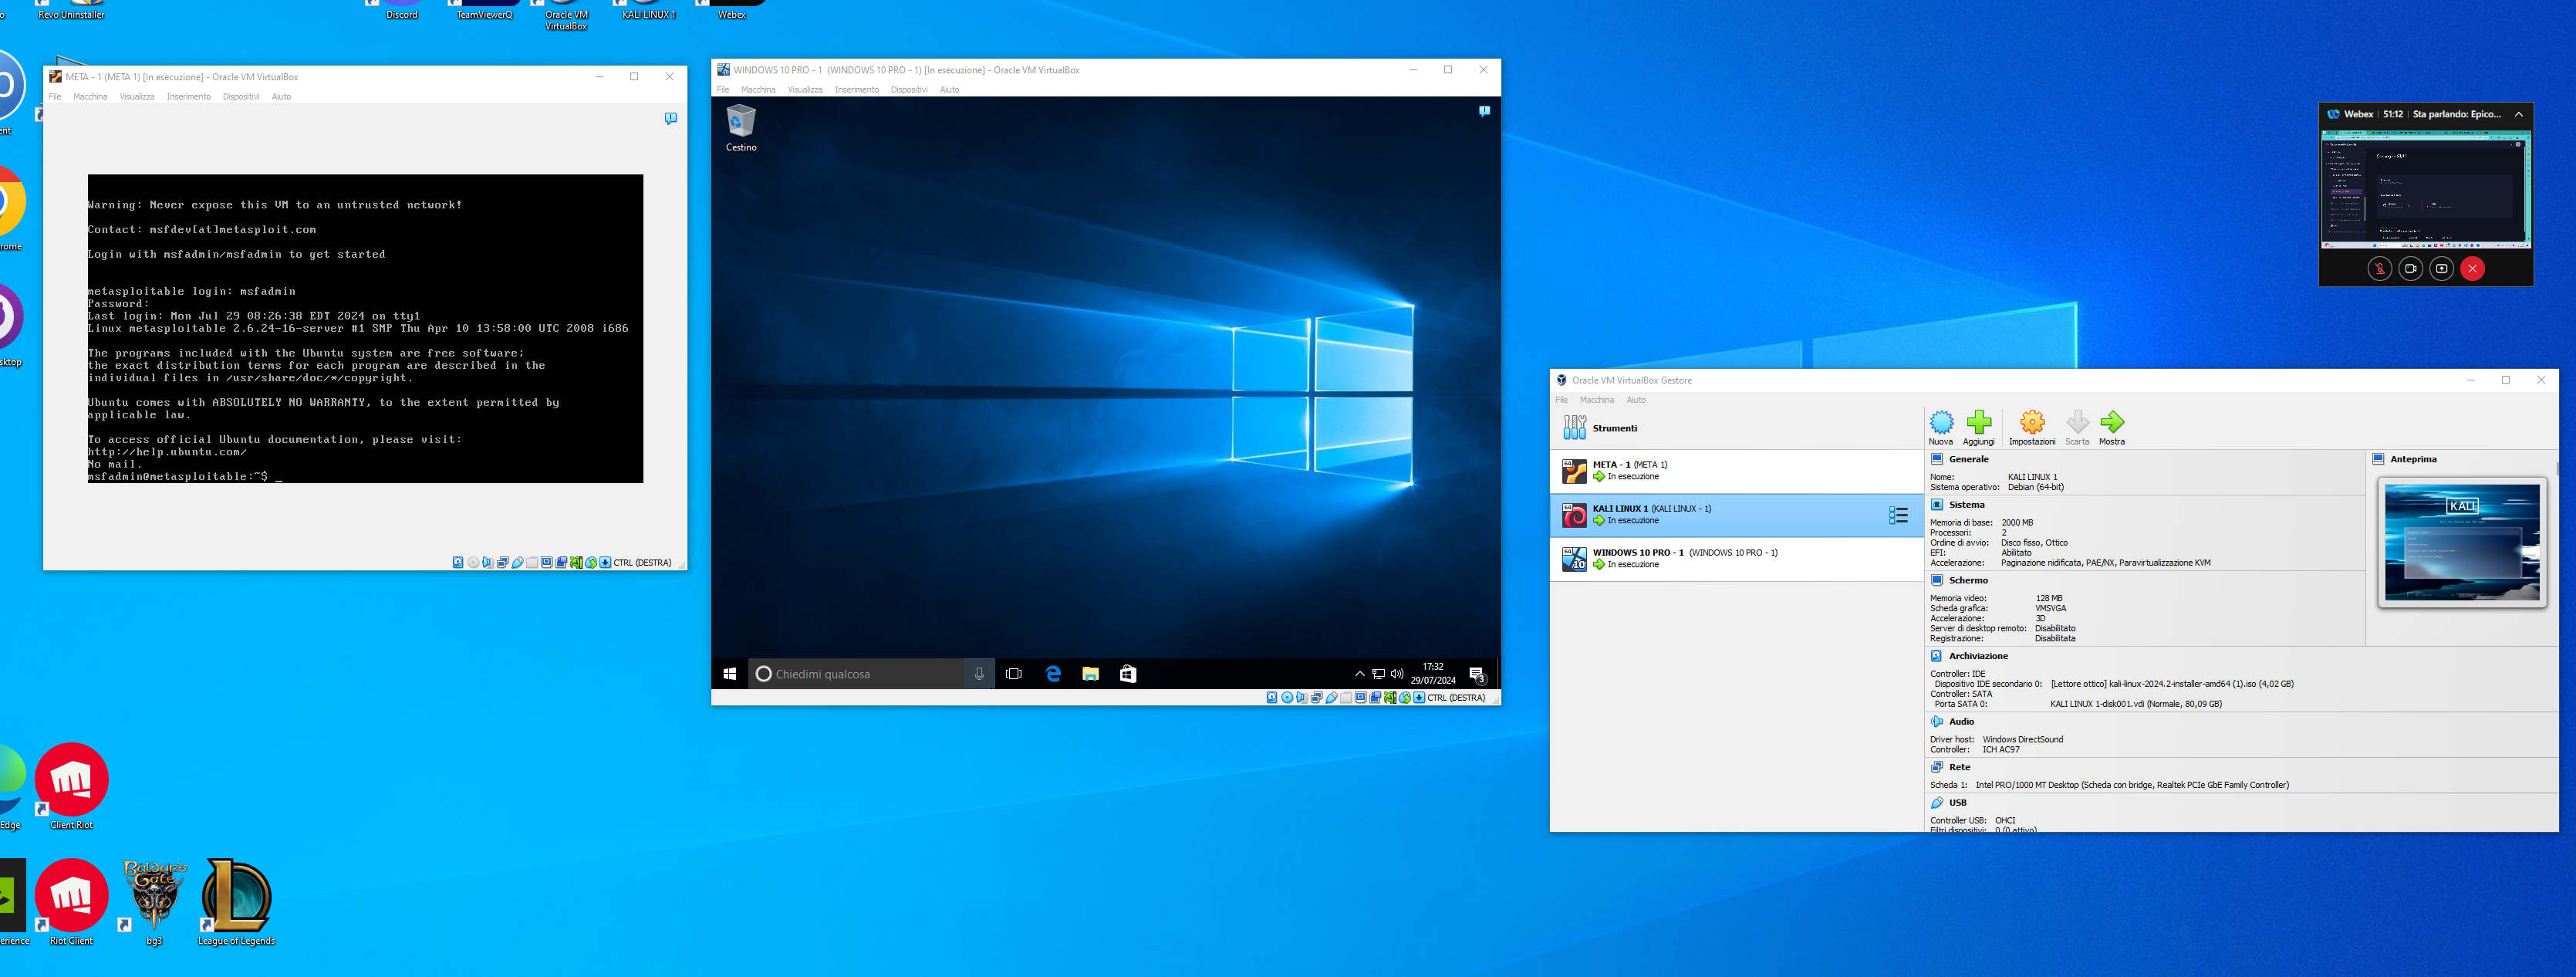 Revo Uninstaller
Discord
TeamViewerQ
Oracle VM
VirtualBox
KALI LINUX 1
Webex
META - 1 (META 1) [In esecuzione] - Oracle VM VirtualBox
File Macchina Visualizza Inserimento Dispositivi Aiuto
Warning: Never expose this VM to an untrusted network!
Contact: msfdev[at]metasploit.com
Login with msfadmin/msfadmin to get started
metasploitable login: msfadmin
Password:
Last login: Mon Jul 29 08:26:38 EDT 2024 on tty1
Linux metasploitable 2.6.24-16-server #1 SMP Thu Apr 10 13:58:00 UTC 2008 i686
The programs included with the Ubuntu system are free software;
the exact distribution terms for each program are described in the
individual files in /usr/share/doc/*/copyright.
Ubuntu comes with ABSOLUTELY NO WARRANTY, to the extent permitted by
applicable law.
To access official Ubuntu documentation, please visit:
http://help.ubuntu.com/
No mail.
msfadmin@metasploitable:~$ _
CTRL (DESTRA)
WINDOWS 10 PRO - 1 (WINDOWS 10 PRO - 1) [In esecuzione] - Oracle VM VirtualBox
File Macchina Visualizza Inserimento Dispositivi Aiuto
Cestino
Chiedimi qualcosa
17:32
29/07/2024
3
CTRL (DESTRA)
Webex | 51:12 | Sta parlando: Epico...
Oracle VM VirtualBox Gestore
File Macchina Aiuto
Strumenti
META - 1 (META 1)
In esecuzione
KALI LINUX 1 (KALI LINUX - 1)
In esecuzione
WINDOWS 10 PRO - 1 (WINDOWS 10 PRO - 1)
In esecuzione
Nuova Aggiungi Impostazioni Scarta Mostra
Generale
Nome: KALI LINUX 1
Sistema operativo: Debian (64-bit)
Sistema
Memoria di base: 2000 MB
Processori: 2
Ordine di avvio: Disco fisso, Ottico
EFI: Abilitato
Accelerazione: Paginazione nidificata, PAE/NX, Paravirtualizzazione KVM
Schermo
Memoria video: 128 MB
Scheda grafica: VMSVGA
Accelerazione: 3D
Server di desktop remoto: Disabilitato
Registrazione: Disabilitata
Archiviazione
Controller: IDE
Dispositivo IDE secondario 0: [Lettore ottico] kali-linux-2024.2-installer-amd64 (1).iso (4,02 GB)
Controller: SATA
Porta SATA 0: KALI LINUX 1-disk001.vdi (Normale, 80,09 GB)
Audio
Driver host: Windows DirectSound
Controller: ICH AC97
Rete
Scheda 1: Intel PRO/1000 MT Desktop (Scheda con bridge, Realtek PCIe GbE Family Controller)
USB
Controller USB: OHCI
Filtri dispositivi: 0 (0 attivo)
Anteprima
KALI
Edge
Client Riot
erience
Riot Client
Baldur's
Gate
bg3
League of Legends